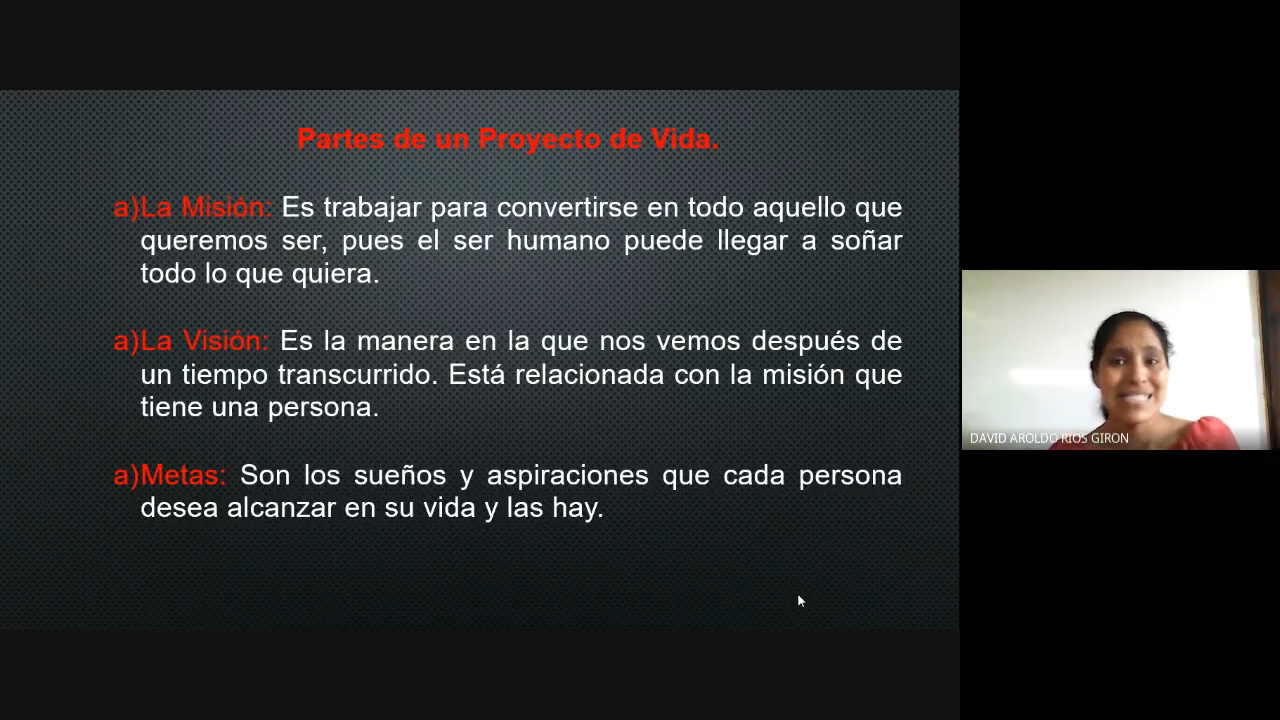 Partes de un Proyecto de Vida.
a)La Misión: Es trabajar para convertirse en todo aquello que
queremos ser, pues el ser humano puede llegar a soñar
todo lo que quiera.
a)La Visión: Es la manera en la que nos vemos después de
un tiempo transcurrido. Está relacionada con la misión que
tiene una persona.
a)Metas: Son los sueños y aspiraciones que cada persona
desea alcanzar en su vida y las hay.
DAVID AROLDO RIOS GIRON